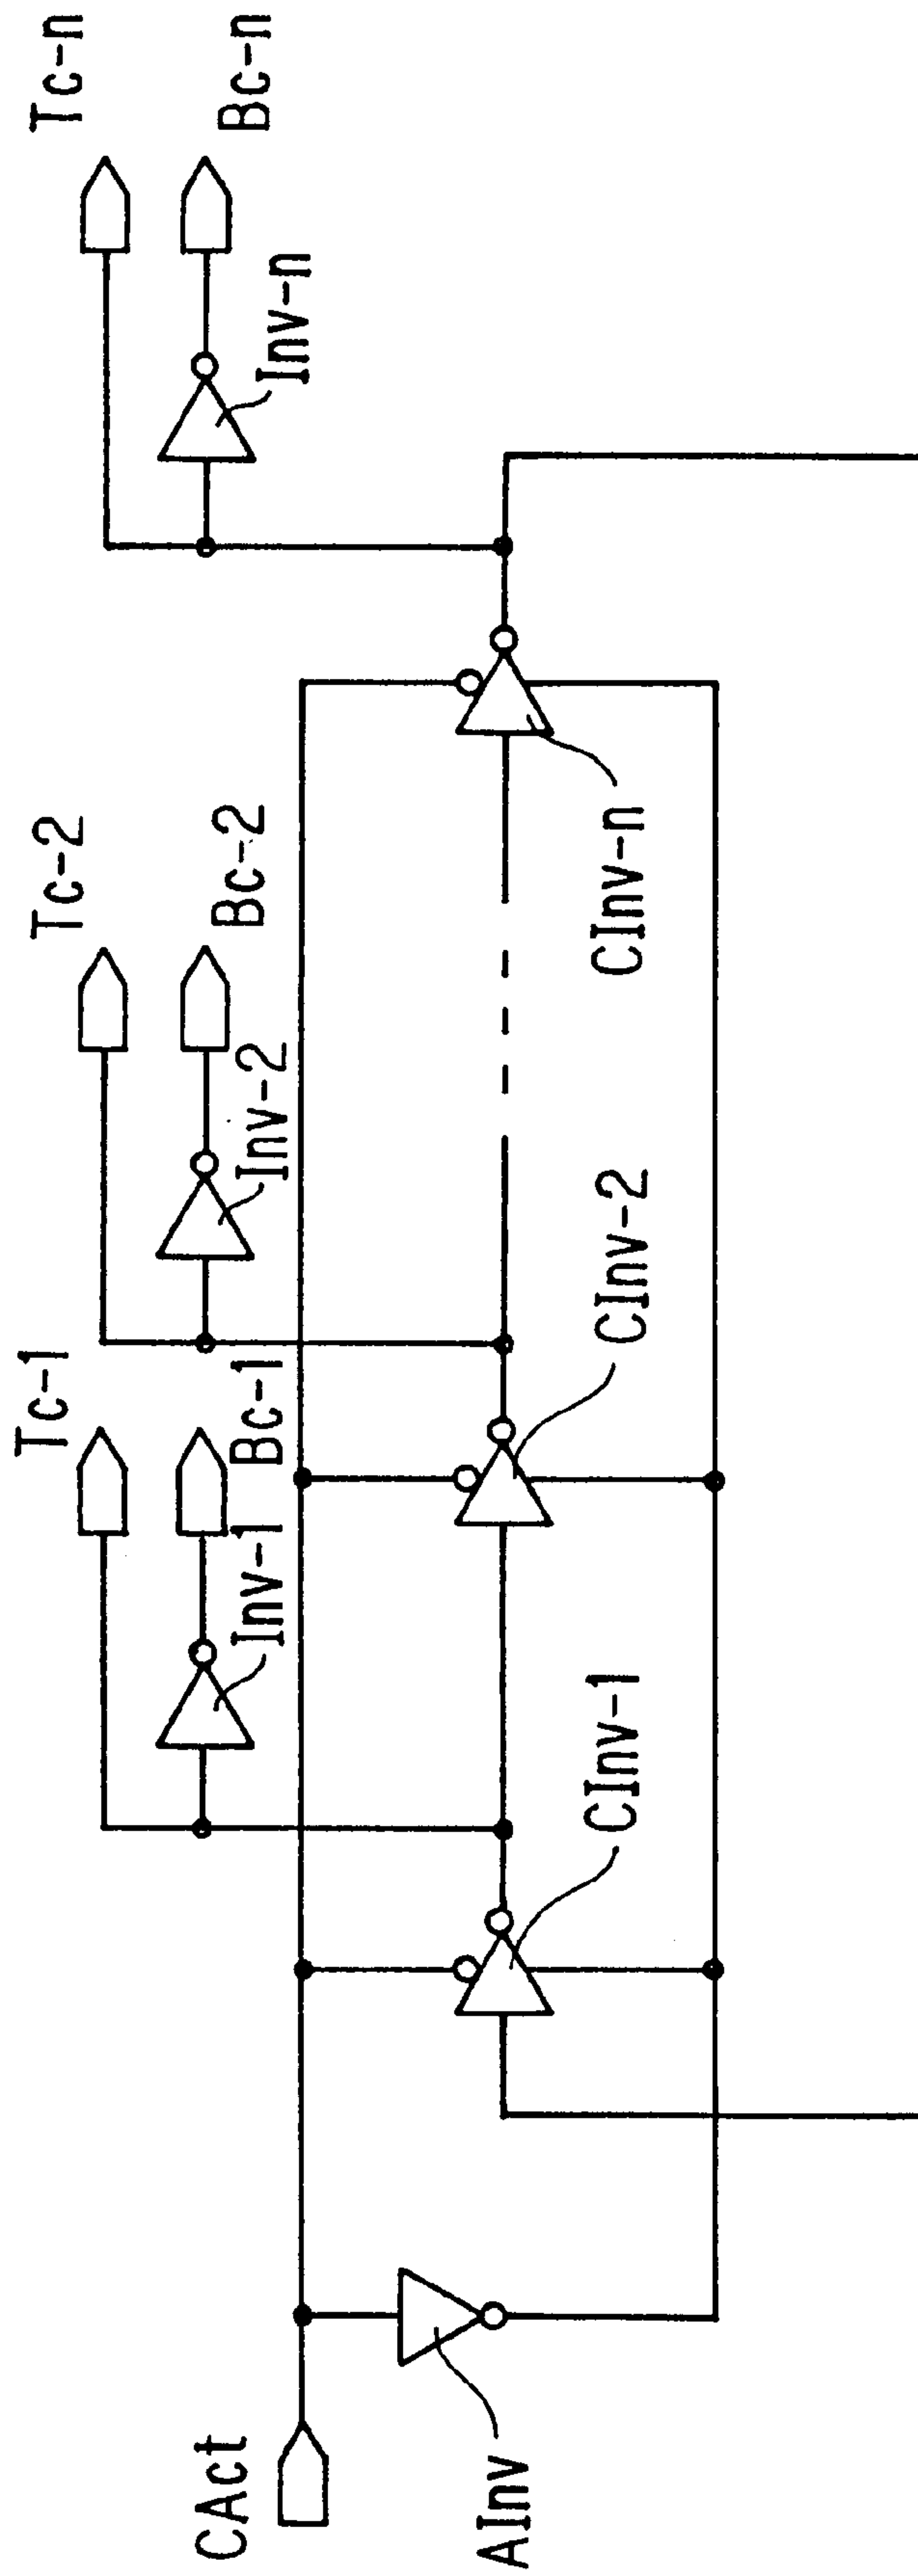 Tc-1
Tc-2
Tc-n
Bc-1
Bc-2
Bc-n
Inv-1
Inv-2
Inv-n
CAct
AInv
CInv-1
CInv-2
CInv-n